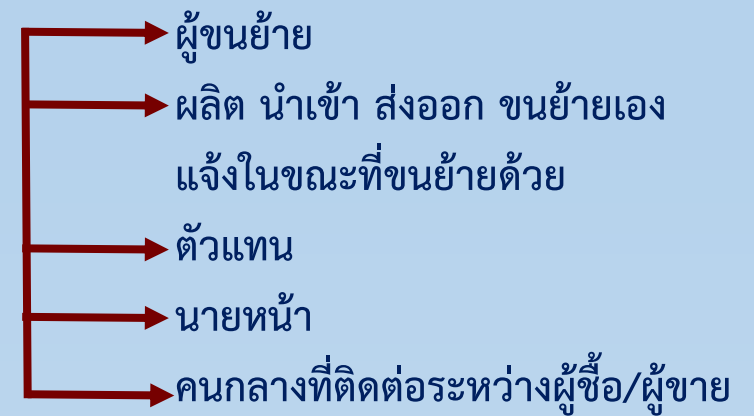 ผู้ขนย้าย
ผลิต นำเข้า ส่งออก ขนย้ายเอง
แจ้งในขณะที่ขนย้ายด้วย
ตัวแทน
นายหน้า
คนกลางที่ติดต่อระหว่างผู้ซื้อ/ผู้ขาย